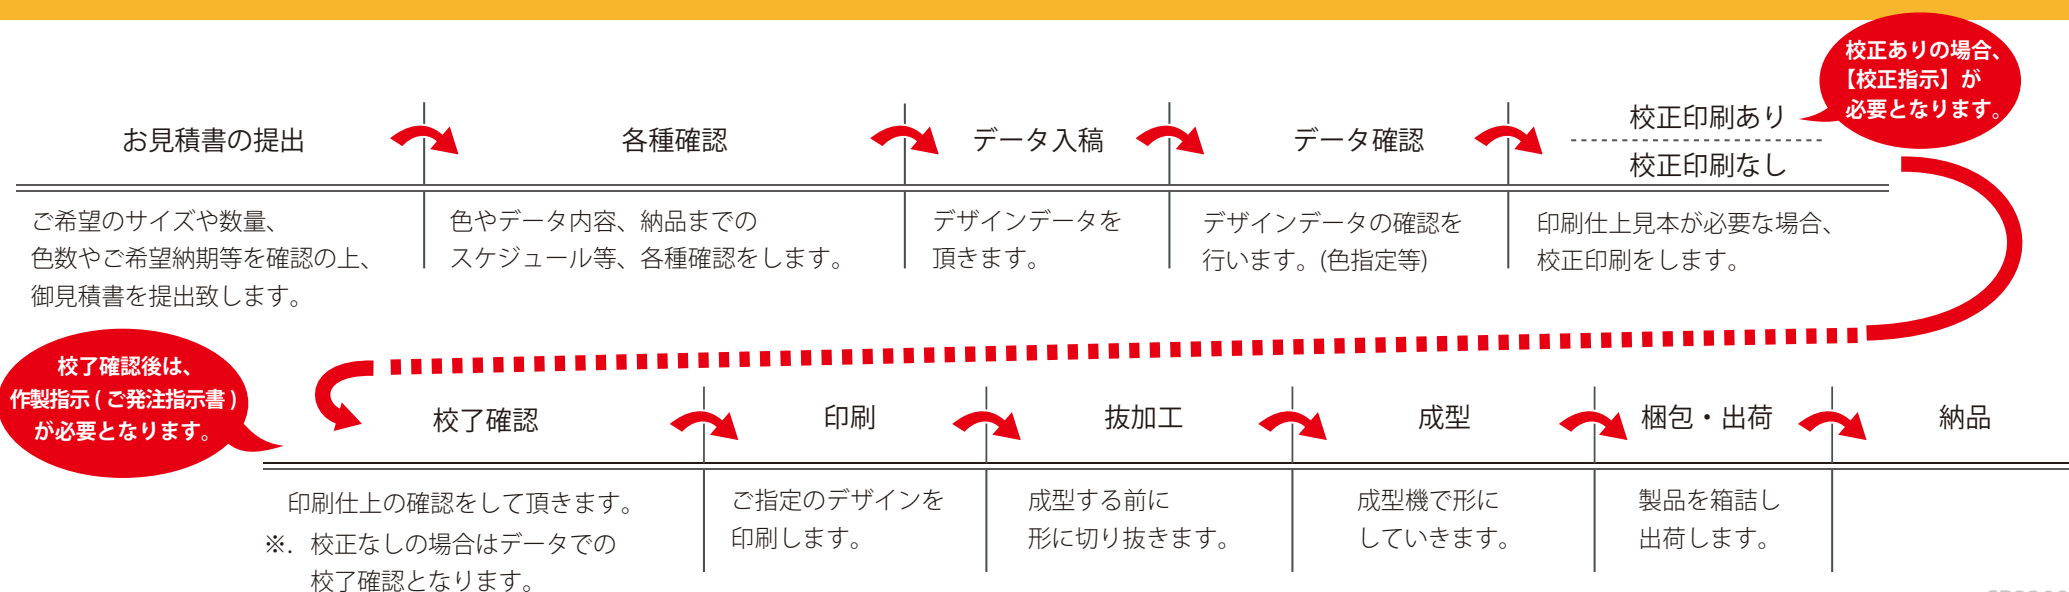 校正ありの場合、
【校正指示】が
必要となります。
お見積書の提出
各種確認
データ入稿
データ確認
校正印刷あり
校正印刷なし
ご希望のサイズや数量、
色数やご希望納期等を確認の上、
御見積書を提出致します。
色やデータ内容、納品までの
スケジュール等、各種確認をします。
デザインデータを
頂きます。
デザインデータの確認を
行います。(色指定等)
印刷仕上見本が必要な場合、
校正印刷をします。
校了確認後は、
作製指示 ( ご発注指示書 )
が必要となります。
校了確認
印刷
抜加工
成型
梱包・出荷
納品
印刷仕上の確認をして頂きます。
※. 校正なしの場合はデータでの
校了確認となります。
ご指定のデザインを
印刷します。
成型する前に
形に切り抜きます。
成型機で形に
していきます。
製品を箱詰し
出荷します。